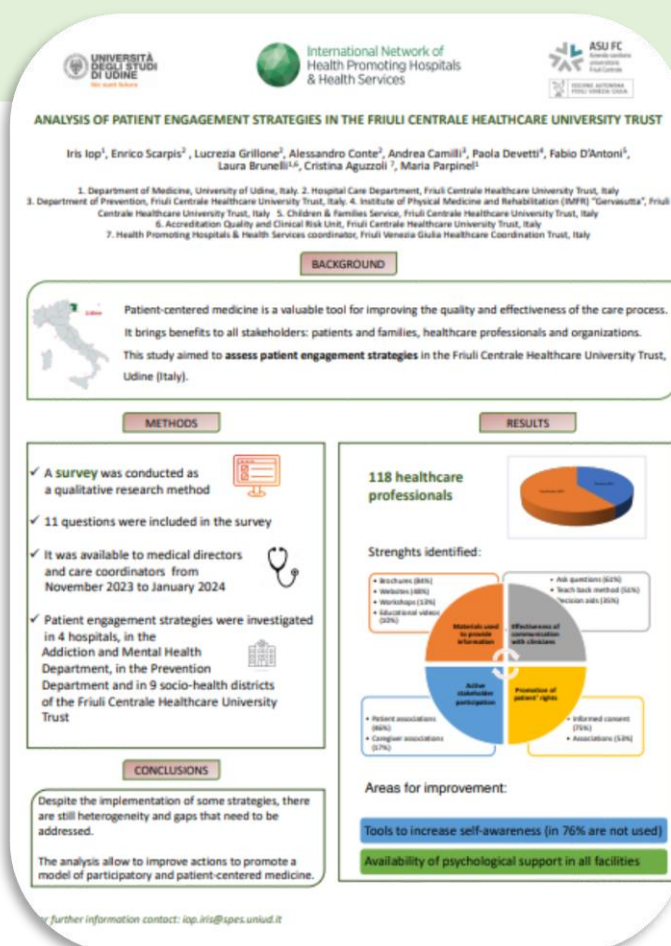 UNIVERSITÀ
DEGLI STUDI
DI UDINE
hic sunt futura
International Network of
Health Promoting Hospitals
& Health Services
ASU FC
Azienda sanitaria
universitaria
Friuli Centrale
REGIONE AUTONOMA
FRIULI VENEZIA GIULIA
ANALYSIS OF PATIENT ENGAGEMENT STRATEGIES IN THE FRIULI CENTRALE HEALTHCARE UNIVERSITY TRUST
Iris Iop1, Enrico Scarpis2 , Lucrezia Grillone2, Alessandro Conte2, Andrea Camilli3, Paola Devetti4, Fabio D'Antoni5,
Laura Brunelli1,6, Cristina Aguzzoli 7, Maria Parpinel1
1. Department of Medicine, University of Udine, Italy. 2. Hospital Care Department, Friuli Centrale Healthcare University Trust, Italy
3. Department of Prevention, Friuli Centrale Healthcare University Trust, Italy. 4. Institute of Physical Medicine and Rehabilitation (IMFR) "Gervasutta", Friuli
Centrale Healthcare University Trust, Italy 5. Children & Families Service, Friuli Centrale Healthcare University Trust, Italy
6. Accreditation Quality and Clinical Risk Unit, Friuli Centrale Healthcare University Trust, Italy
7. Health Promoting Hospitals & Health Services coordinator, Friuli Venezia Giulia Healthcare Coordination Trust, Italy
BACKGROUND
Udine
Patient-centered medicine is a valuable tool for improving the quality and effectiveness of the care process.
It brings benefits to all stakeholders: patients and families, healthcare professionals and organizations.
This study aimed to assess patient engagement strategies in the Friuli Centrale Healthcare University Trust,
Udine (Italy).
METHODS
✓ A survey was conducted as
a qualitative research method
✓ 11 questions were included in the survey
✓ It was available to medical directors
and care coordinators from
November 2023 to January 2024
✓ Patient engagement strategies were investigated
in 4 hospitals, in the
Addiction and Mental Health
Department, in the Prevention
Department and in 9 socio-health districts
of the Friuli Centrale Healthcare University
Trust
CONCLUSIONS
Despite the implementation of some strategies, there
are still heterogeneity and gaps that need to be
addressed.
The analysis allow to improve actions to promote a
model of participatory and patient-centered medicine.
RESULTS
118 healthcare
professionals
Strenghts identified:
• Brochures (84%)
• Websites (48%)
• Workshops (13%)
• Educational videos
(10%)
• Ask questions (61%)
• Teach back method (51%)
Decision aids (35%)
Materials used
to provide
information
Effectiveness of
communication
with clinicians
Active
stakeholder
participation
Promotion of
patient' rights
• Patient associations
(46%)
• Caregiver associations
(17%)
• Informed consent
(75%)
• Associations (53%)
Areas for improvement:
Tools to increase self-awareness (in 76% are not used)
Availability of psychological support in all facilities
further information contact: iop.iris@spes.uniud.it